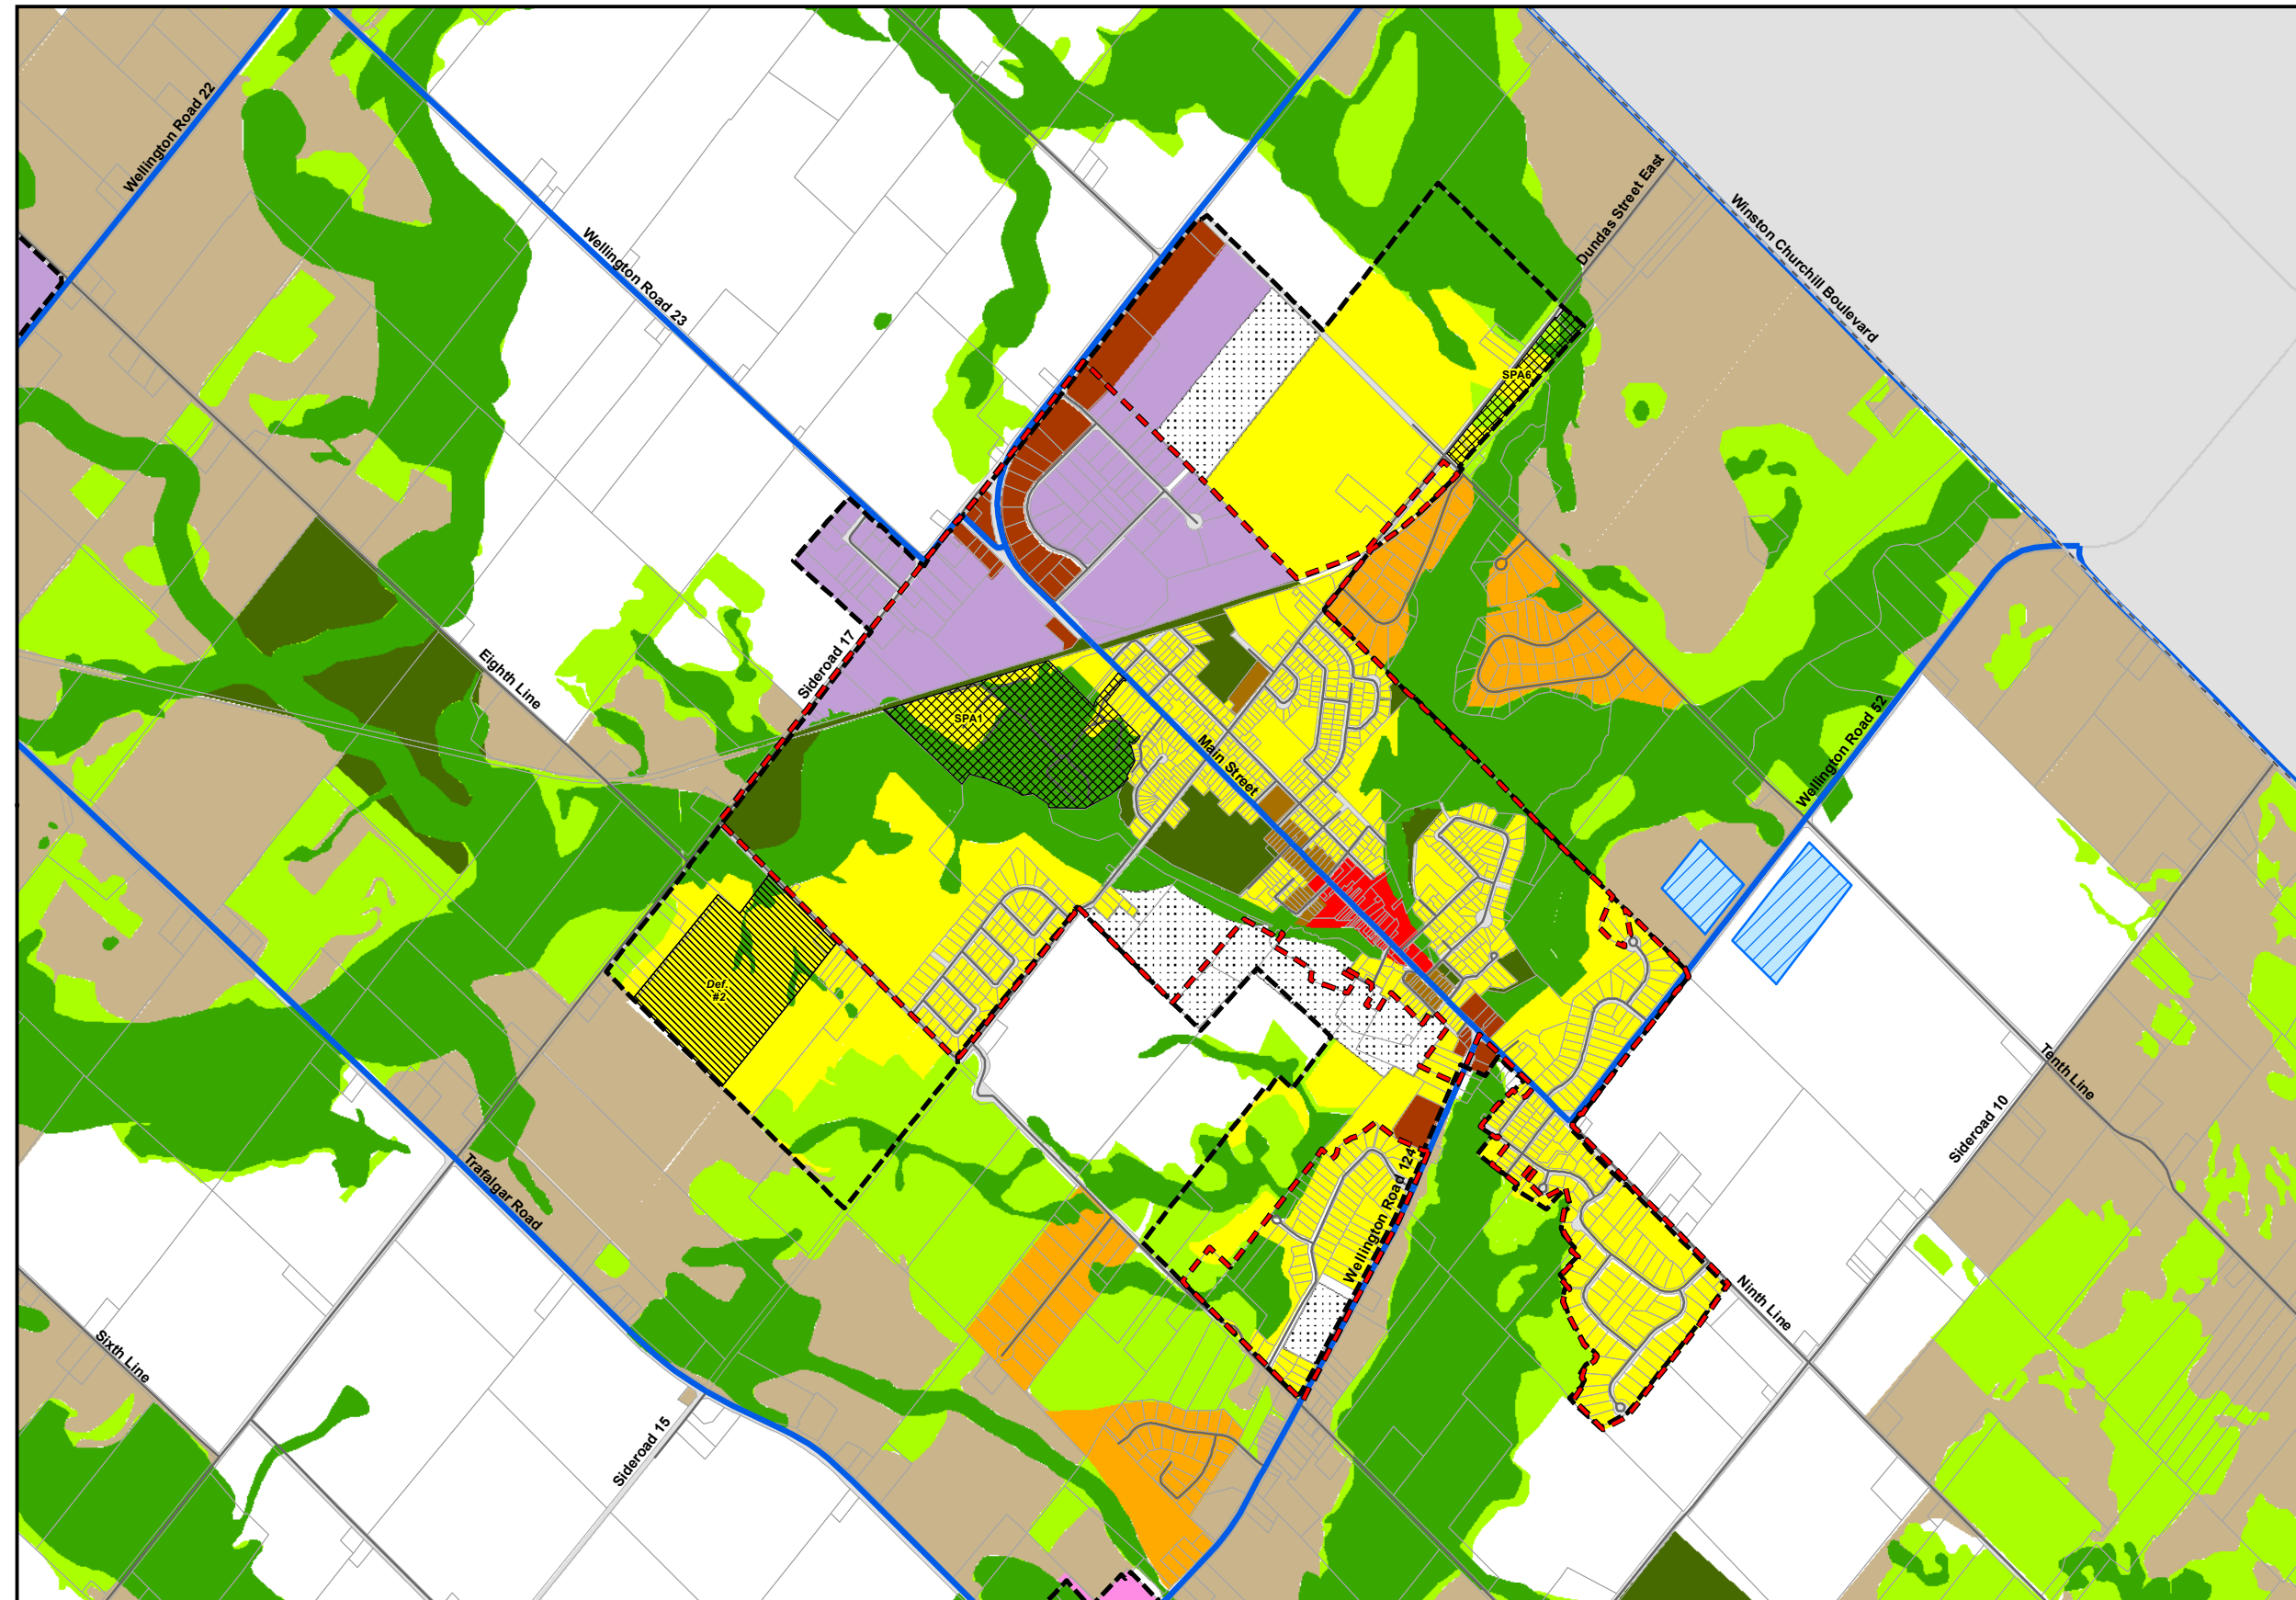 Wellington Road 22
Dundas Street East
Winston Churchill Boulevard
Wellington Road 23
SPA6
Eighth Line
Sideroad 17
SPA1
Main Street
Wellington Road 52
Def.
#2
Tenth Line
Sideroad 10
Trafalgar Road
Wellington Road 124
Ninth Line
Sixth Line
Sideroad 15